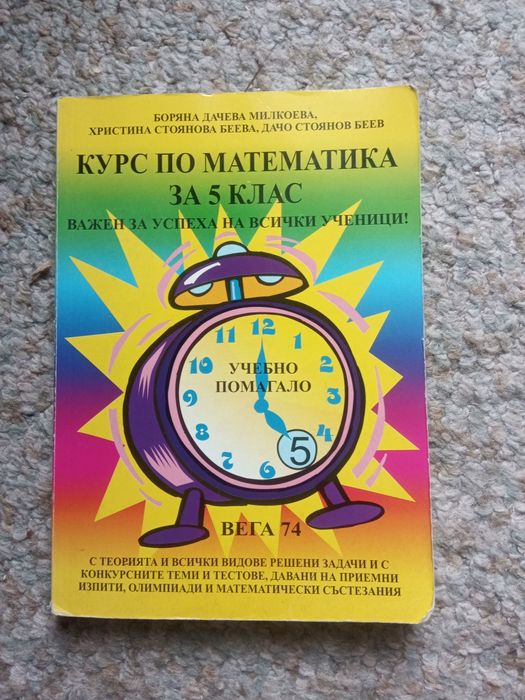 БОРЯНА ДАЧЕВА МИЛКОЕВА,
ХРИСТИНА СТОЯНОВА БЕЕВА, ДАЧО СТОЯНОВ БЕЕВ
КУРС ПО МАТЕМАТИКА
ЗА 5 КЛАС
ВАЖЕН ЗА УСПЕХА НА ВСИЧКИ УЧЕНИЦИ!
11 12 1
10 2
УЧЕБНО
ПОМАГАЛО
9 3
8 4
7 6 5
ВЕГА 74
С ТЕОРИЯТА И ВСИЧКИ ВИДОВЕ РЕШЕНИ ЗАДАЧИ И С
КОНКУРСНИТЕ ТЕМИ И ТЕСТОВЕ, ДАВАНИ НА ПРИЕМНИ
ИЗПИТИ, ОЛИМПИАДИ И МАТЕМАТИЧЕСКИ СЪСТЕЗАНИЯ